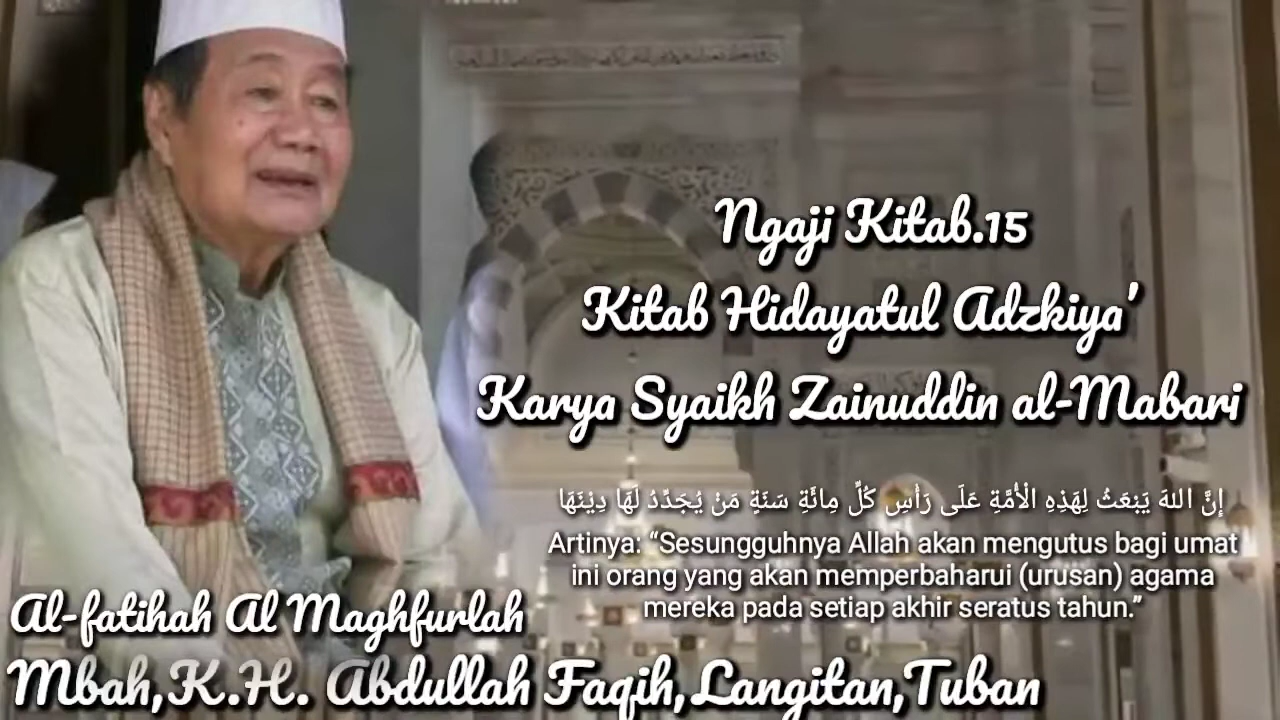 Ngaji Kitab.15
Kitab Hidayatul Adzkiya'
Karya Syaikh Zainuddin al-Mabari
إِنَّ اللهَ يَبْعَثُ لِهَذِهِ الْأُمَّةِ عَلَى رَأْسِ كُلِّ مِائَةِ سَنَةٍ مَنْ يُجَدِّدُ لَهَا دِيْنَهَا
Artinya: “Sesungguhnya Allah akan mengutus bagi umat
ini orang yang akan memperbaharui (urusan) agama
mereka pada setiap akhir seratus tahun.”
Al-fatihah Al Maghfurlah
Mbah,K.H. Abdullah Faqih,Langitan,Tuban